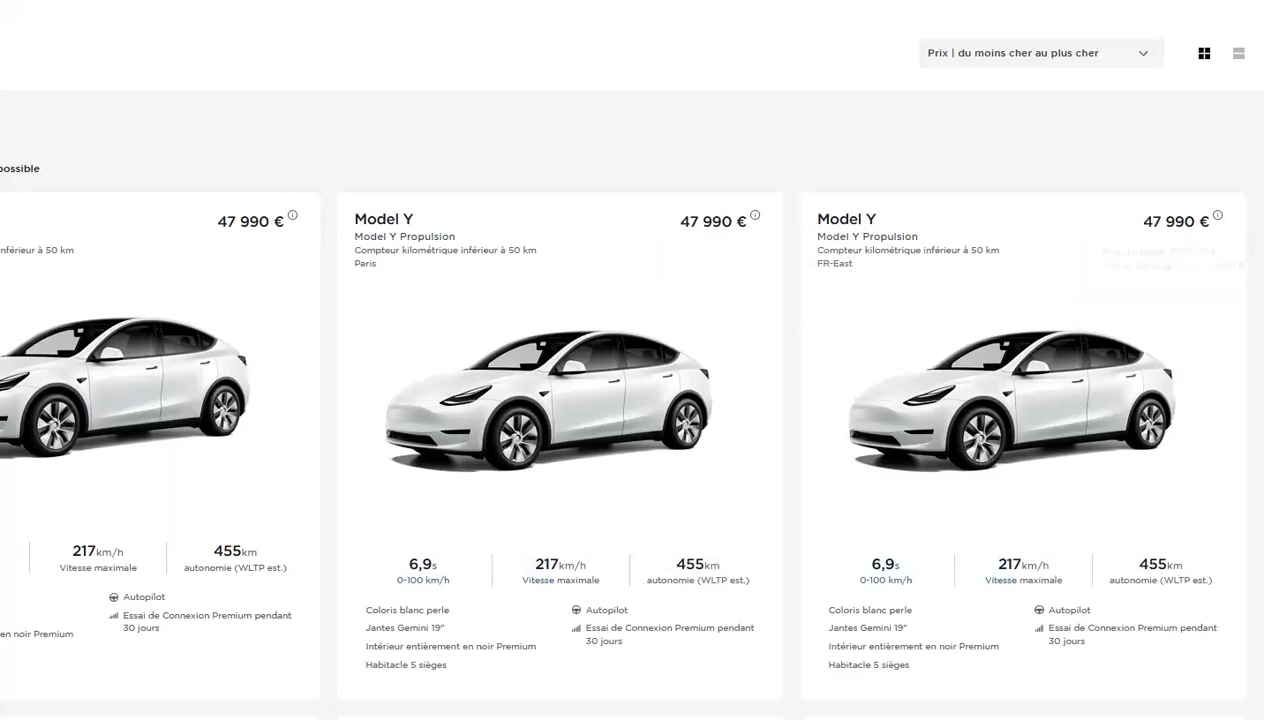 Prix | du moins cher au plus cher
possible
47 990 €
nférieur à 50 km
217km/h
Vitesse maximale
455km
autonomie (WLTP est.)
Autopilot
Essai de Connexion Premium pendant
30 jours
en noir Premium
Model Y
47 990 €
Model Y Propulsion
Compteur kilométrique inférieur à 50 km
Paris
6,9s
0-100 km/h
217km/h
Vitesse maximale
455km
autonomie (WLTP est.)
Coloris blanc perle
Jantes Gemini 19"
Intérieur entièrement en noir Premium
Habitacle 5 sièges
Autopilot
Essai de Connexion Premium pendant
30 jours
Model Y
47 990 €
Model Y Propulsion
Compteur kilométrique inférieur à 50 km
FR-East
6,9s
0-100 km/h
217km/h
Vitesse maximale
455km
autonomie (WLTP est.)
Coloris blanc perle
Jantes Gemini 19"
Intérieur entièrement en noir Premium
Habitacle 5 sièges
Autopilot
Essai de Connexion Premium pendant
30 jours